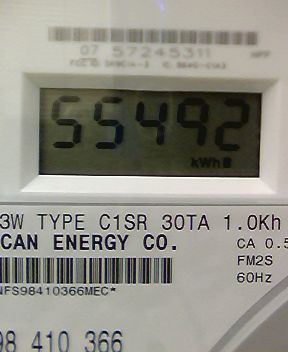 07 57245311
55492
kWh
3W TYPE C1SR 30TA 1.0Kh
CAN ENERGY CO.
CA 0.5
FM2S
60Hz
NFS98410366MEC*
98 410 366